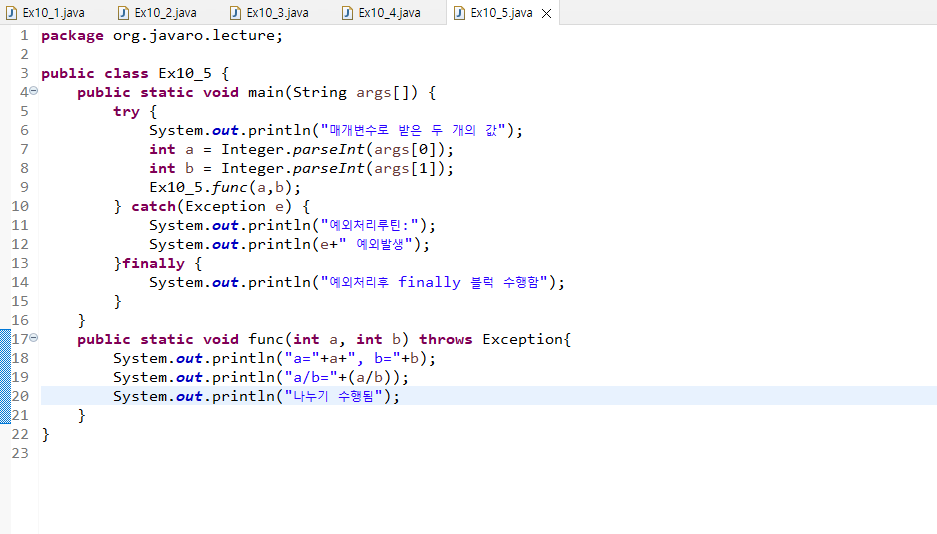 Ex10_1.java Ex10_2.java Ex10_3.java Ex10_4.java Ex10_5.java
1 package org.javaro.lecture;
2
3 public class Ex10_5 {
4 public static void main(String args[]) {
5 try {
6 System.out.println("매개변수로 받은 두 개의 값");
7 int a = Integer.parseInt(args[0]);
8 int b = Integer.parseInt(args[1]);
9 Ex10_5.func(a,b);
10 } catch(Exception e) {
11 System.out.println("예외처리루틴:");
12 System.out.println(e+" 예외발생");
13 }finally {
14 System.out.println("예외처리후 finally 블럭 수행함");
15 }
16 }
17 public static void func(int a, int b) throws Exception{
18 System.out.println("a="+a+", b="+b);
19 System.out.println("a/b="+(a/b));
20 System.out.println("나누기 수행됨");
21 }
22 }
23